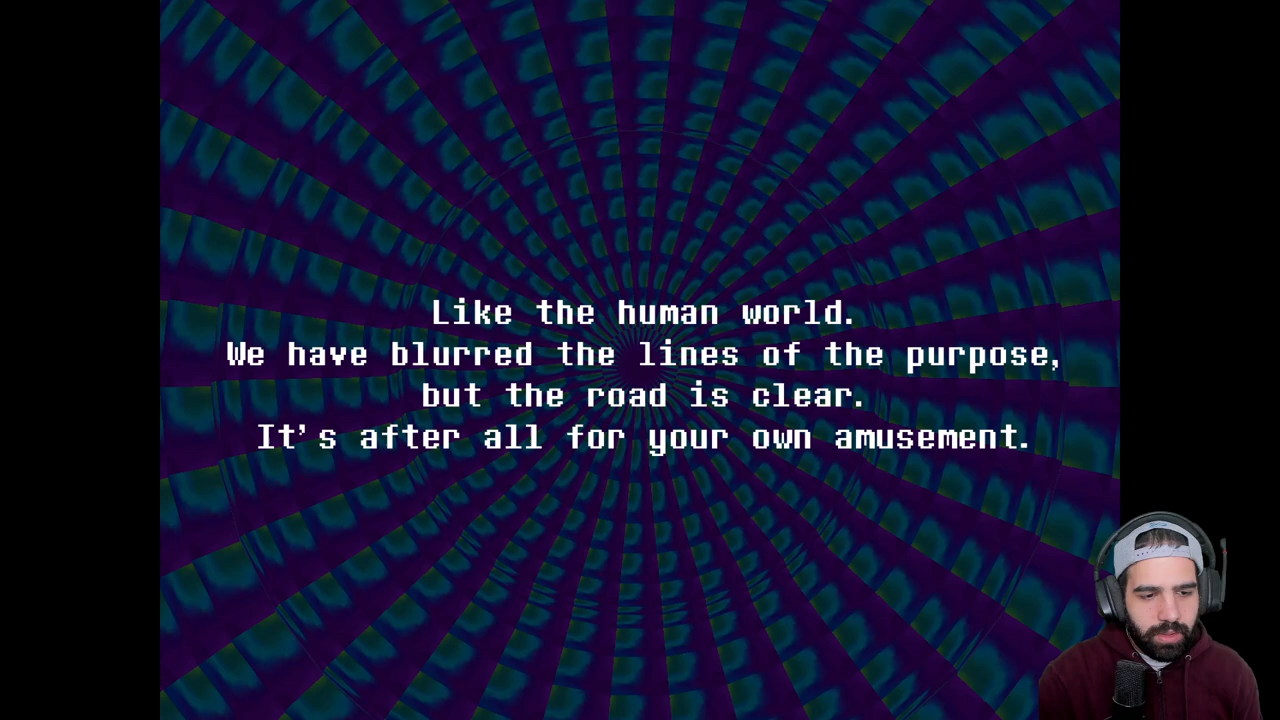 Like the human world.
We have blurred the lines of the purpose,
but the road is clear.
It's after all for your own amusement.